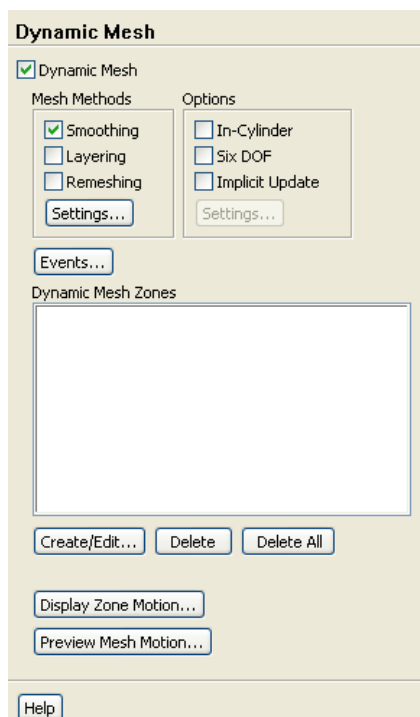 Dynamic Mesh
Dynamic Mesh
Mesh Methods
Smoothing
Layering
Remeshing
Settings...
Options
In-Cylinder
Six DOF
Implicit Update
Settings...
Events...
Dynamic Mesh Zones
Create/Edit... Delete Delete All
Display Zone Motion...
Preview Mesh Motion...
Help